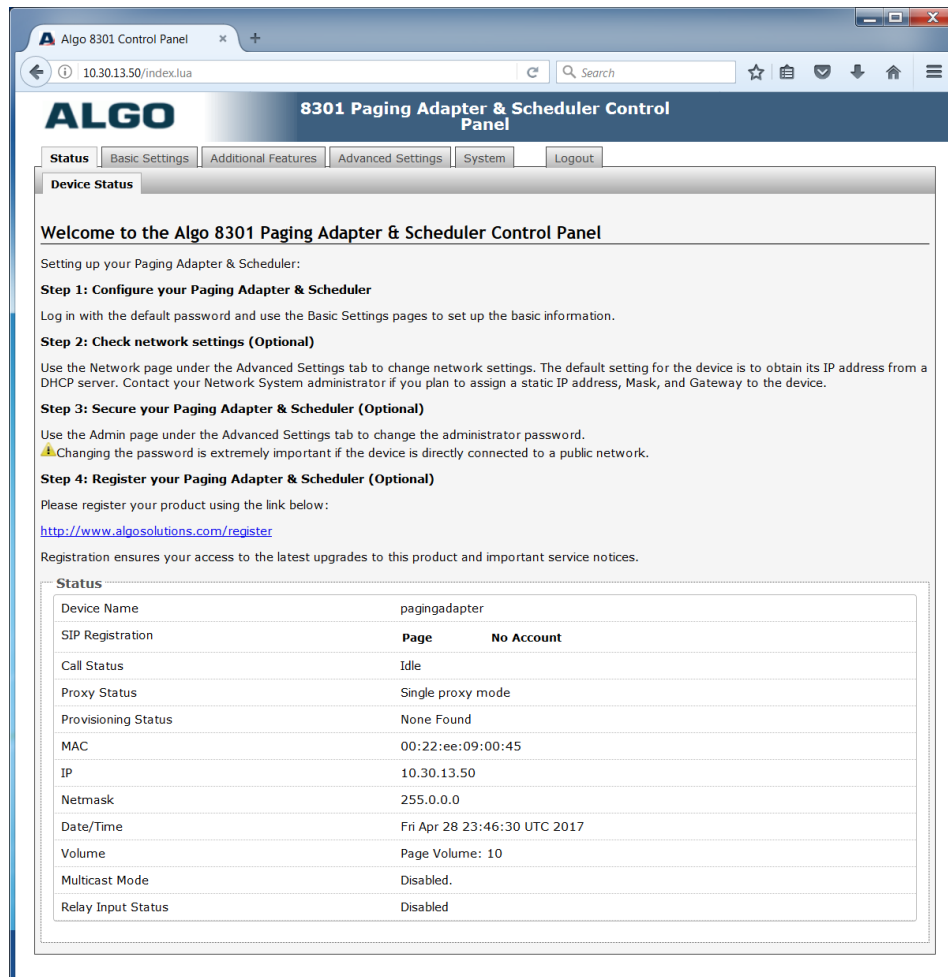 Algo 8301 Control Panel
10.30.13.50/index.lua
Search
ALGO
8301 Paging Adapter & Scheduler Control
Panel
Status
Basic Settings
Additional Features
Advanced Settings
System
Logout
Device Status
Welcome to the Algo 8301 Paging Adapter & Scheduler Control Panel
Setting up your Paging Adapter & Scheduler:
Step 1: Configure your Paging Adapter & Scheduler
Log in with the default password and use the Basic Settings pages to set up the basic information.
Step 2: Check network settings (Optional)
Use the Network page under the Advanced Settings tab to change network settings. The default setting for the device is to obtain its IP address from a
DHCP server. Contact your Network System administrator if you plan to assign a static IP address, Mask, and Gateway to the device.
Step 3: Secure your Paging Adapter & Scheduler (Optional)
Use the Admin page under the Advanced Settings tab to change the administrator password.
Changing the password is extremely important if the device is directly connected to a public network.
Step 4: Register your Paging Adapter & Scheduler (Optional)
Please register your product using the link below:
http://www.algosolutions.com/register
Registration ensures your access to the latest upgrades to this product and important service notices.
Status
Device Name pagingadapter
SIP Registration Page No Account
Call Status Idle
Proxy Status Single proxy mode
Provisioning Status None Found
MAC 00:22:ee:09:00:45
IP 10.30.13.50
Netmask 255.0.0.0
Date/Time Fri Apr 28 23:46:30 UTC 2017
Volume Page Volume: 10
Multicast Mode Disabled.
Relay Input Status Disabled